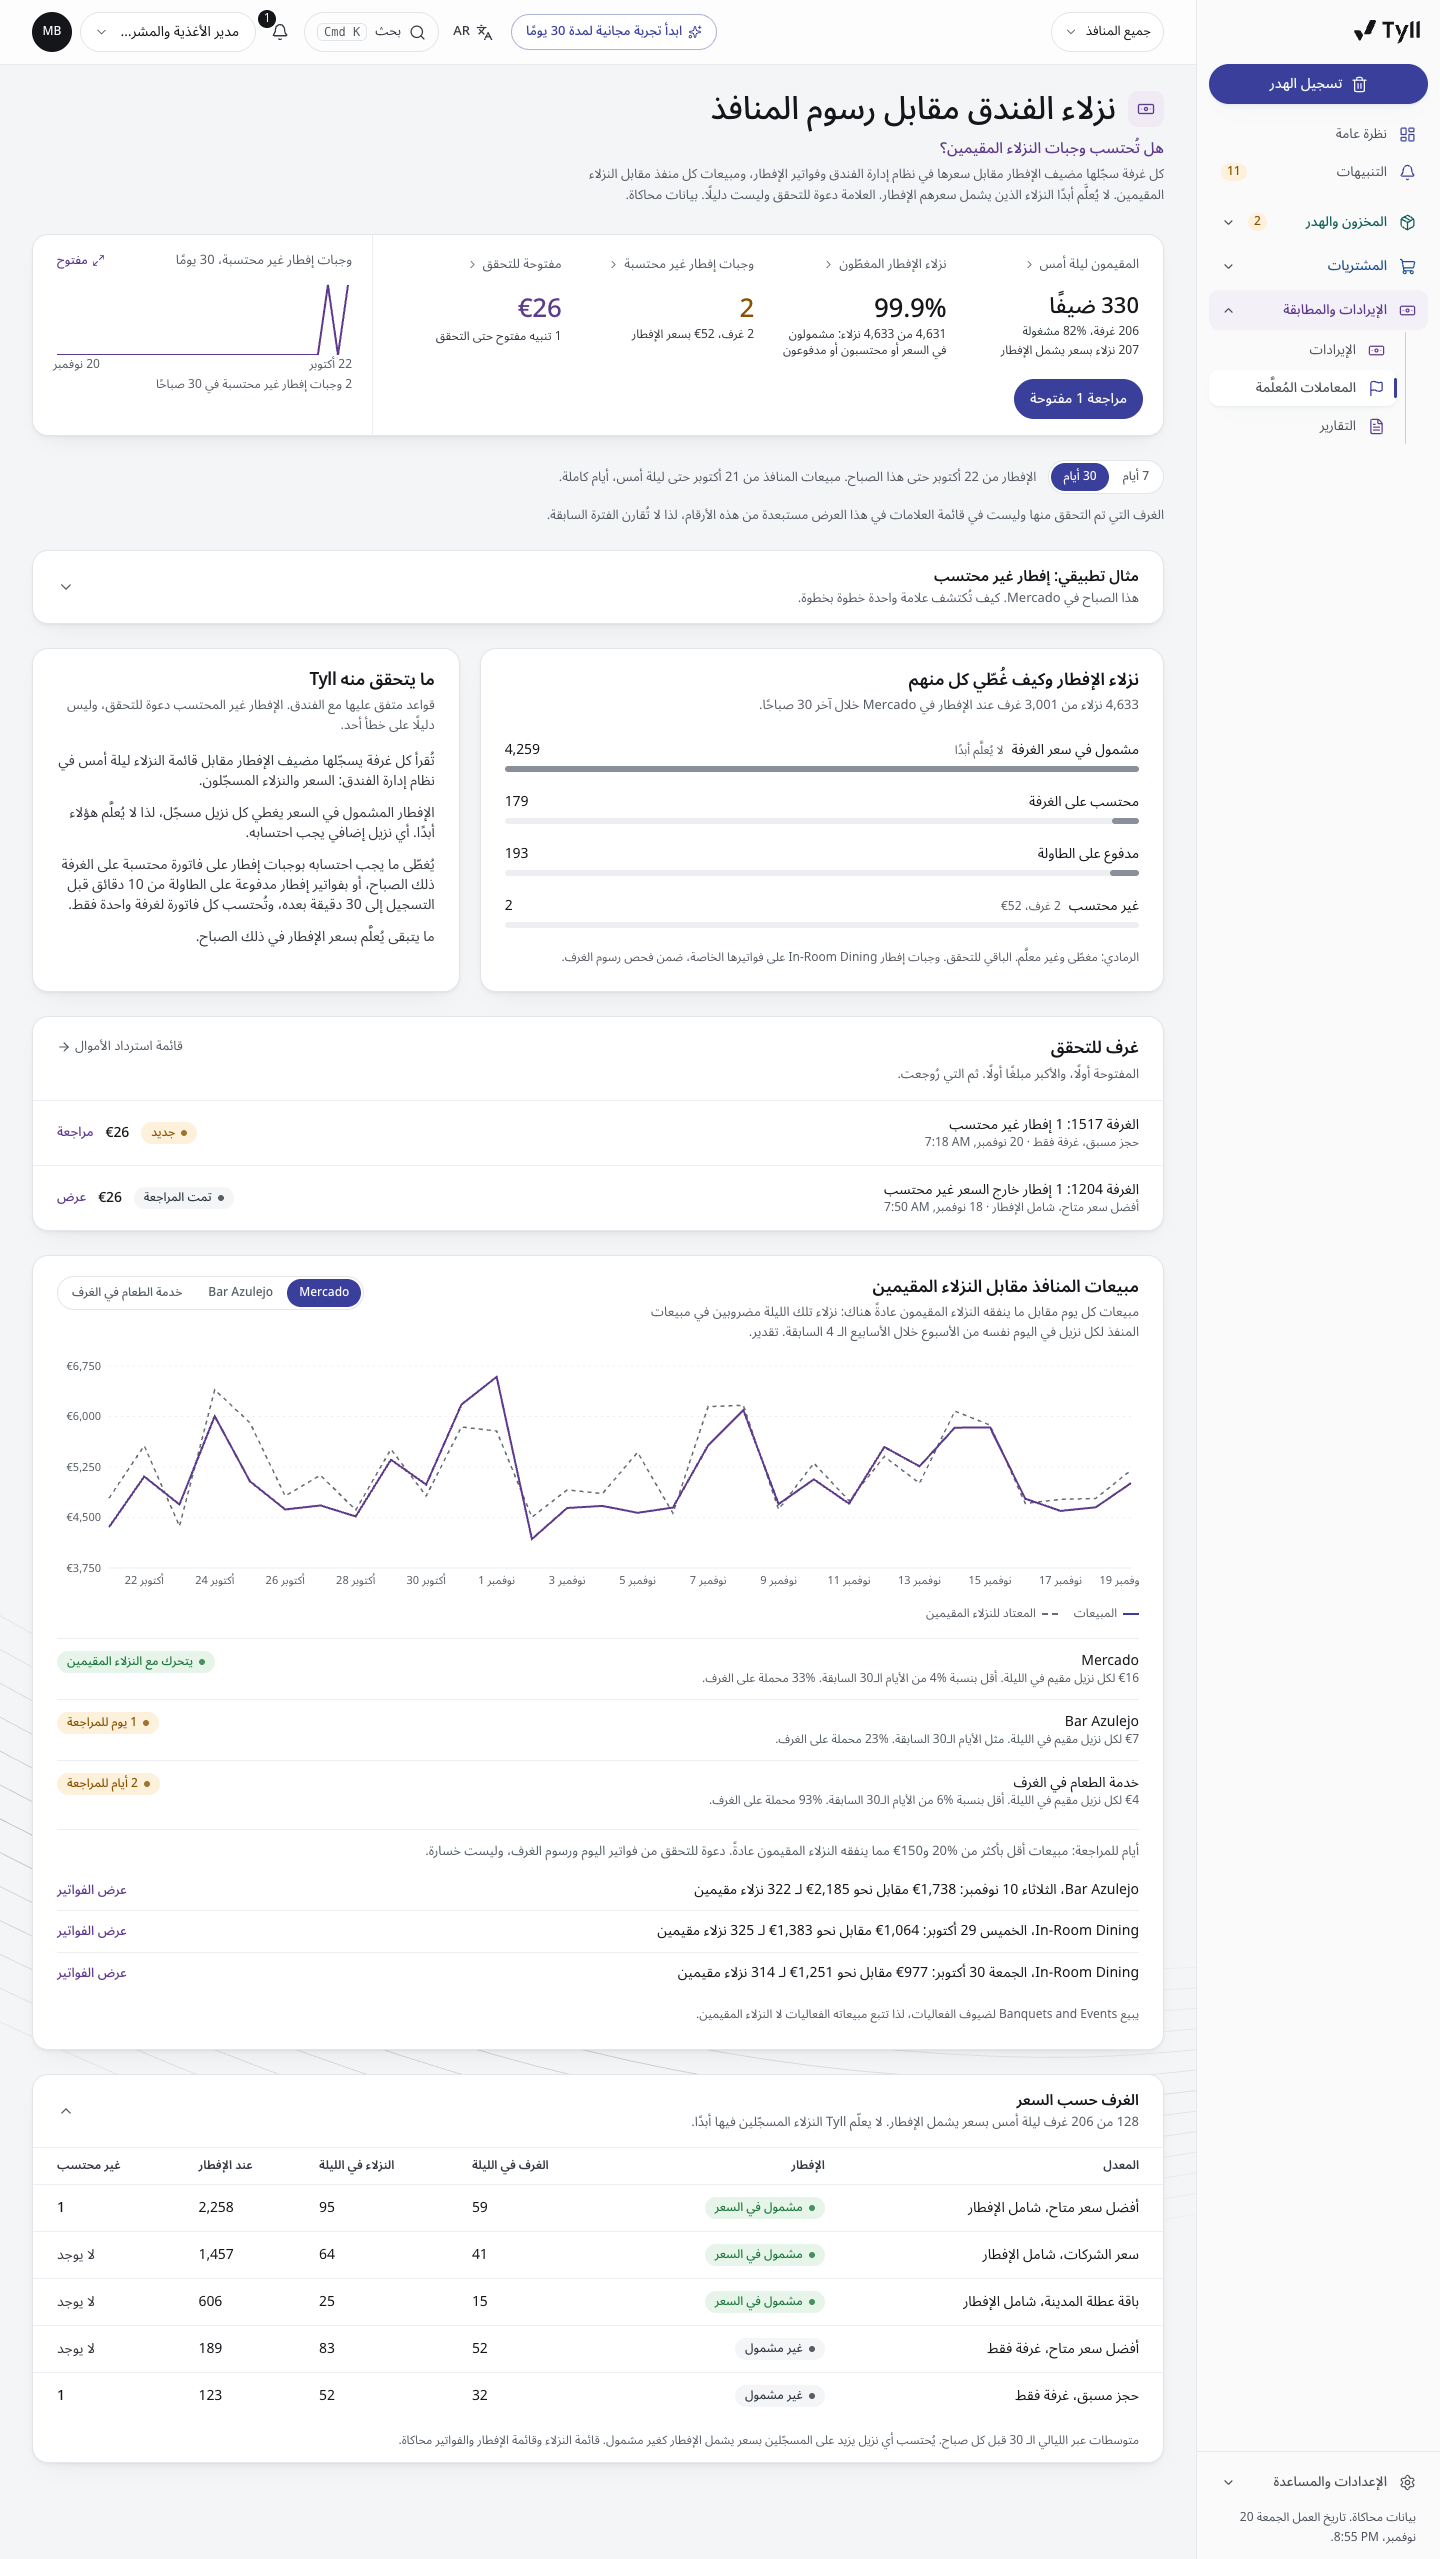 Tyll
تسجيل الهدر
نظرة عامة
التنبيهات 11
المخزون والهدر 2
المشتريات
الإيرادات والمطابقة
الإيرادات
المعاملات المُعلَّمة
التقارير
الإعدادات والمساعدة
بيانات محاكاة. تاريخ العمل الجمعة 20
نوفمبر، 8:55 PM.
جميع المنافذ
ابدأ تجربة مجانية لمدة 30 يومًا
AR
بحث Cmd K
1
مدير الأغذية والمشر...
MB
نزلاء الفندق مقابل رسوم المنافذ
هل تُحتسب وجبات النزلاء المقيمين؟
كل غرفة سجّلها مضيف الإفطار مقابل سعرها في نظام إدارة الفندق وفواتير الإفطار، ومبيعات كل منفذ مقابل النزلاء
المقيمين. لا يُعلَّم أبدًا النزلاء الذين يشمل سعرهم الإفطار. العلامة دعوة للتحقق وليست دليلًا. بيانات محاكاة.
المقيمون ليلة أمس
330 ضيفًا
206 غرفة، 82% مشغولة
207 نزلاء بسعر يشمل الإفطار
نزلاء الإفطار المغطّون
99.9%
4,631 من 4,633 نزلاء: مشمولون
في السعر أو محتسبون أو مدفوعون
وجبات إفطار غير محتسبة
2
2 غرف، €52 بسعر الإفطار
مفتوحة للتحقق
€26
1 تنبيه مفتوح حتى التحقق
مراجعة 1 مفتوحة
وجبات إفطار غير محتسبة، 30 يومًا
مفتوح
22 أكتوبر
20 نوفمبر
2 وجبات إفطار غير محتسبة في 30 صباحًا
7 أيام
30 أيام
الإفطار من 22 أكتوبر حتى هذا الصباح. مبيعات المنافذ من 21 أكتوبر حتى ليلة أمس، أيام كاملة.
الغرف التي تم التحقق منها وليست في قائمة العلامات في هذا العرض مستبعدة من هذه الأرقام، لذا لا تُقارن الفترة السابقة.
مثال تطبيقي: إفطار غير محتسب
هذا الصباح في Mercado. كيف تُكتشف علامة واحدة خطوة بخطوة.
نزلاء الإفطار وكيف غُطّي كل منهم
4,633 نزلاء من 3,001 غرف عند الإفطار في Mercado خلال آخر 30 صباحًا.
مشمول في سعر الغرفة لا يُعلَّم أبدًا 4,259
محتسب على الغرفة 179
مدفوع على الطاولة 193
غير محتسب 2 غرف، €52 2
الرمادي: مغطّى وغير معلَّم. الباقي للتحقق. وجبات إفطار In-Room Dining على فواتيرها الخاصة، ضمن فحص رسوم الغرف.
ما يتحقق منه Tyll
قواعد متفق عليها مع الفندق. الإفطار غير المحتسب دعوة للتحقق، وليس
دليلًا على خطأ أحد.
تُقرأ كل غرفة يسجّلها مضيف الإفطار مقابل قائمة النزلاء ليلة أمس في
نظام إدارة الفندق: السعر والنزلاء المسجّلون.
الإفطار المشمول في السعر يغطي كل نزيل مسجّل، لذا لا يُعلَّم هؤلاء
أبدًا. أي نزيل إضافي يجب احتسابه.
يُغطّى ما يجب احتسابه بوجبات إفطار على فاتورة محتسبة على الغرفة
ذلك الصباح، أو بفواتير إفطار مدفوعة على الطاولة من 10 دقائق قبل
التسجيل إلى 30 دقيقة بعده، وتُحتسب كل فاتورة لغرفة واحدة فقط.
ما يتبقى يُعلَّم بسعر الإفطار في ذلك الصباح.
غرف للتحقق
قائمة استرداد الأموال
المفتوحة أولًا، والأكبر مبلغًا أولًا. ثم التي رُوجعت.
الغرفة 1517: 1 إفطار غير محتسب
حجز مسبق، غرفة فقط · 20 نوفمبر, 7:18 AM
جديد €26 مراجعة
الغرفة 1204: 1 إفطار خارج السعر غير محتسب
أفضل سعر متاح، شامل الإفطار · 18 نوفمبر, 7:50 AM
تمت المراجعة €26 عرض
مبيعات المنافذ مقابل النزلاء المقيمين
مبيعات كل يوم مقابل ما ينفقه النزلاء المقيمون عادةً هناك: نزلاء تلك الليلة مضروبين في مبيعات
المنفذ لكل نزيل في اليوم نفسه من الأسبوع خلال الأسابيع الـ 4 السابقة. تقدير.
Mercado
Bar Azulejo
خدمة الطعام في الغرف
€6,750
€6,000
€5,250
€4,500
€3,750
22 أكتوبر
24 أكتوبر
26 أكتوبر
28 أكتوبر
30 أكتوبر
1 نوفمبر
3 نوفمبر
5 نوفمبر
7 نوفمبر
9 نوفمبر
11 نوفمبر
13 نوفمبر
15 نوفمبر
17 نوفمبر
19 وفمبر
المبيعات
المعتاد للنزلاء المقيمين
Mercado
€16 لكل نزيل مقيم في الليلة. أقل بنسبة 4% من الأيام الـ30 السابقة. 33% محملة على الغرف.
يتحرك مع النزلاء المقيمين
Bar Azulejo
€7 لكل نزيل مقيم في الليلة. مثل الأيام الـ30 السابقة. 23% محملة على الغرف.
1 يوم للمراجعة
خدمة الطعام في الغرف
€4 لكل نزيل مقيم في الليلة. أقل بنسبة 6% من الأيام الـ30 السابقة. 93% محملة على الغرف.
2 أيام للمراجعة
أيام للمراجعة: مبيعات أقل بأكثر من 20% و€150 مما ينفقه النزلاء المقيمون عادةً. دعوة للتحقق من فواتير اليوم ورسوم الغرف، وليست خسارة.
Bar Azulejo، الثلاثاء 10 نوفمبر: €1,738 مقابل نحو €2,185 لـ 322 نزلاء مقيمين
عرض الفواتير
In-Room Dining، الخميس 29 أكتوبر: €1,064 مقابل نحو €1,383 لـ 325 نزلاء مقيمين
عرض الفواتير
In-Room Dining، الجمعة 30 أكتوبر: €977 مقابل نحو €1,251 لـ 314 نزلاء مقيمين
عرض الفواتير
يبيع Banquets and Events لضيوف الفعاليات، لذا تتبع مبيعاته الفعاليات لا النزلاء المقيمين.
الغرف حسب السعر
128 من 206 غرف ليلة أمس بسعر يشمل الإفطار. لا يعلّم Tyll النزلاء المسجّلين فيها أبدًا.
المعدل الإفطار الغرف في الليلة النزلاء في الليلة عند الإفطار غير محتسب
أفضل سعر متاح، شامل الإفطار مشمول في السعر 59 95 2,258 1
سعر الشركات، شامل الإفطار مشمول في السعر 41 64 1,457 لا يوجد
باقة عطلة المدينة، شامل الإفطار مشمول في السعر 15 25 606 لا يوجد
أفضل سعر متاح، غرفة فقط غير مشمول 52 83 189 لا يوجد
حجز مسبق، غرفة فقط غير مشمول 32 52 123 1
متوسطات عبر الليالي الـ 30 قبل كل صباح. يُحتسب أي نزيل يزيد على المسجّلين بسعر يشمل الإفطار كغير مشمول. قائمة النزلاء وقائمة الإفطار والفواتير محاكاة.